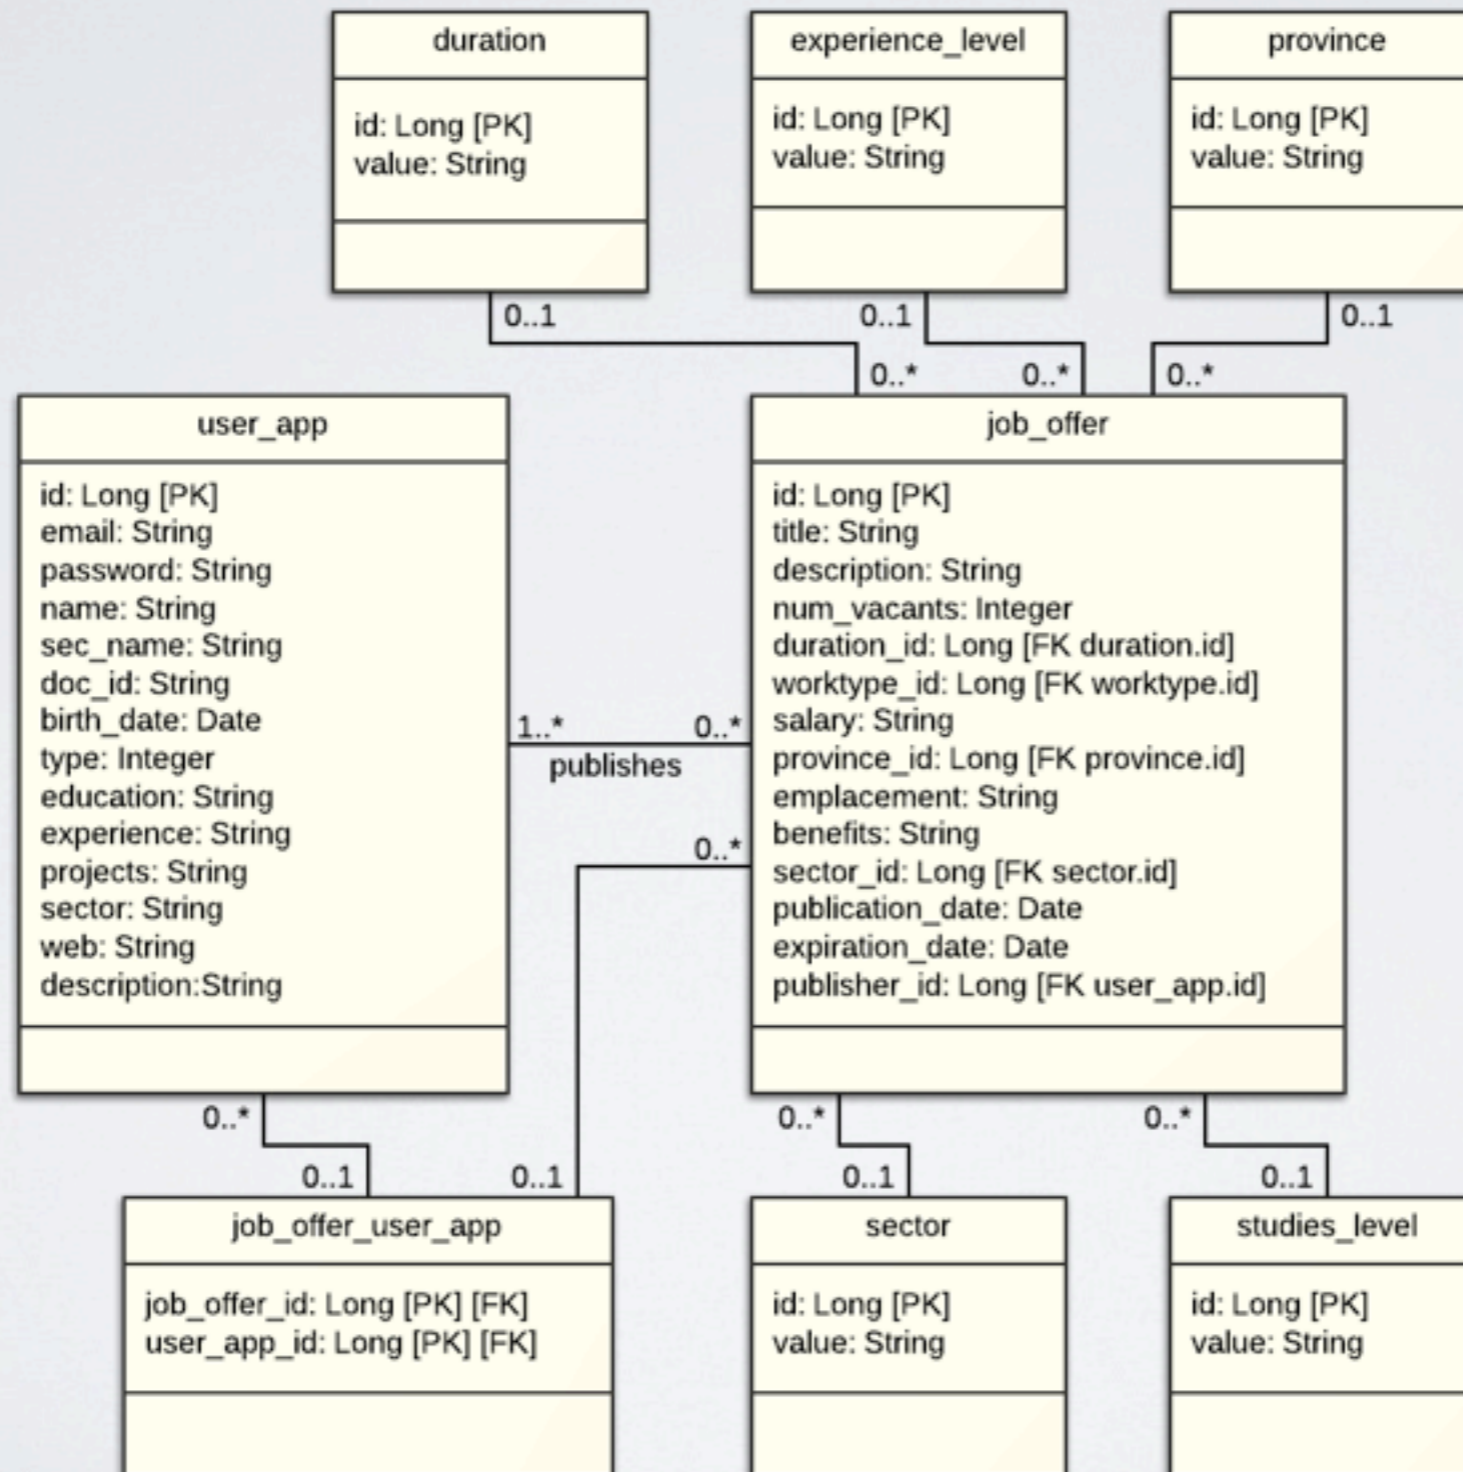 duration
id: Long [PK]
value: String
experience_level
id: Long [PK]
value: String
province
id: Long [PK]
value: String
0..1
0..1
0..1
0..*
0..*
0..*
user_app
id: Long [PK]
email: String
password: String
name: String
sec_name: String
doc_id: String
birth_date: Date
type: Integer
education: String
experience: String
projects: String
sector: String
web: String
description:String
1..*
0..*
publishes
0..*
job_offer
id: Long [PK]
title: String
description: String
num_vacants: Integer
duration_id: Long [FK duration.id]
worktype_id: Long [FK worktype.id]
salary: String
province_id: Long [FK province.id]
emplacement: String
benefits: String
sector_id: Long [FK sector.id]
publication_date: Date
expiration_date: Date
publisher_id: Long [FK user_app.id]
0..*
0..*
0..*
0..1
0..1
0..1
0..1
job_offer_user_app
job_offer_id: Long [PK] [FK]
user_app_id: Long [PK] [FK]
sector
id: Long [PK]
value: String
studies_level
id: Long [PK]
value: String